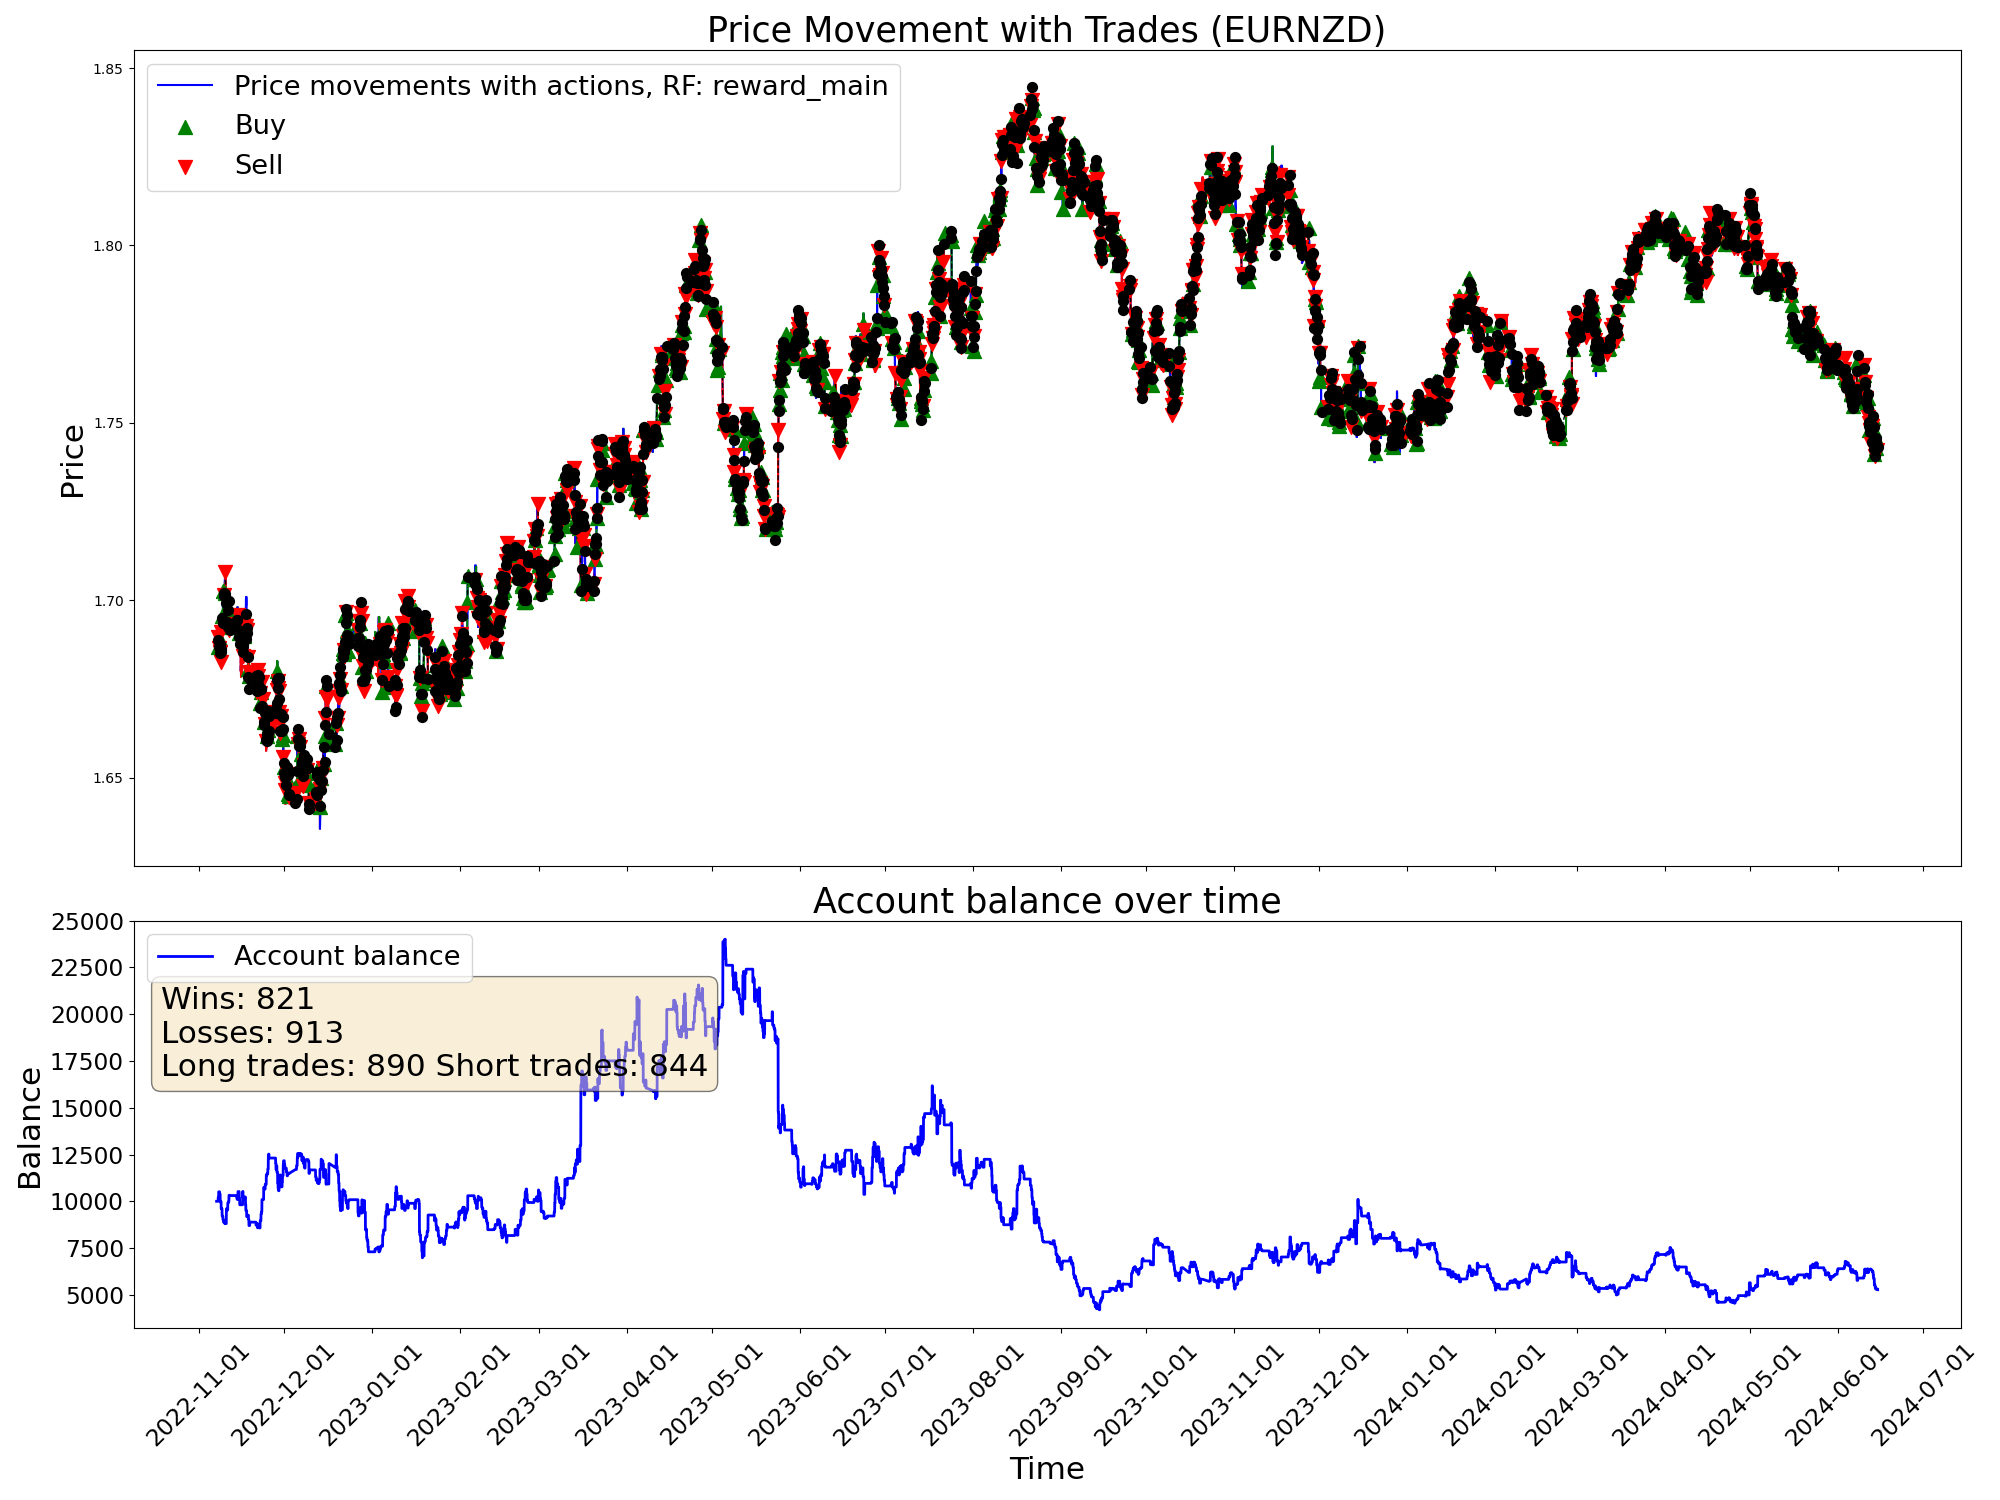 Price Movement with Trades (EURNZD)
Price movements with actions, RF: reward_main
Buy
Sell
Price
1.85
1.80
1.75
1.70
1.65
Account balance over time
Account balance
Wins: 821
Losses: 913
Long trades: 890 Short trades: 844
Balance
25000
22500
20000
17500
15000
12500
10000
7500
5000
2022-11-01
2022-12-01
2023-01-01
2023-02-01
2023-03-01
2023-04-01
2023-05-01
2023-06-01
2023-07-01
2023-08-01
2023-09-01
2023-10-01
2023-11-01
2023-12-01
2024-01-01
2024-02-01
2024-03-01
2024-04-01
2024-05-01
2024-06-01
2024-07-01
Time